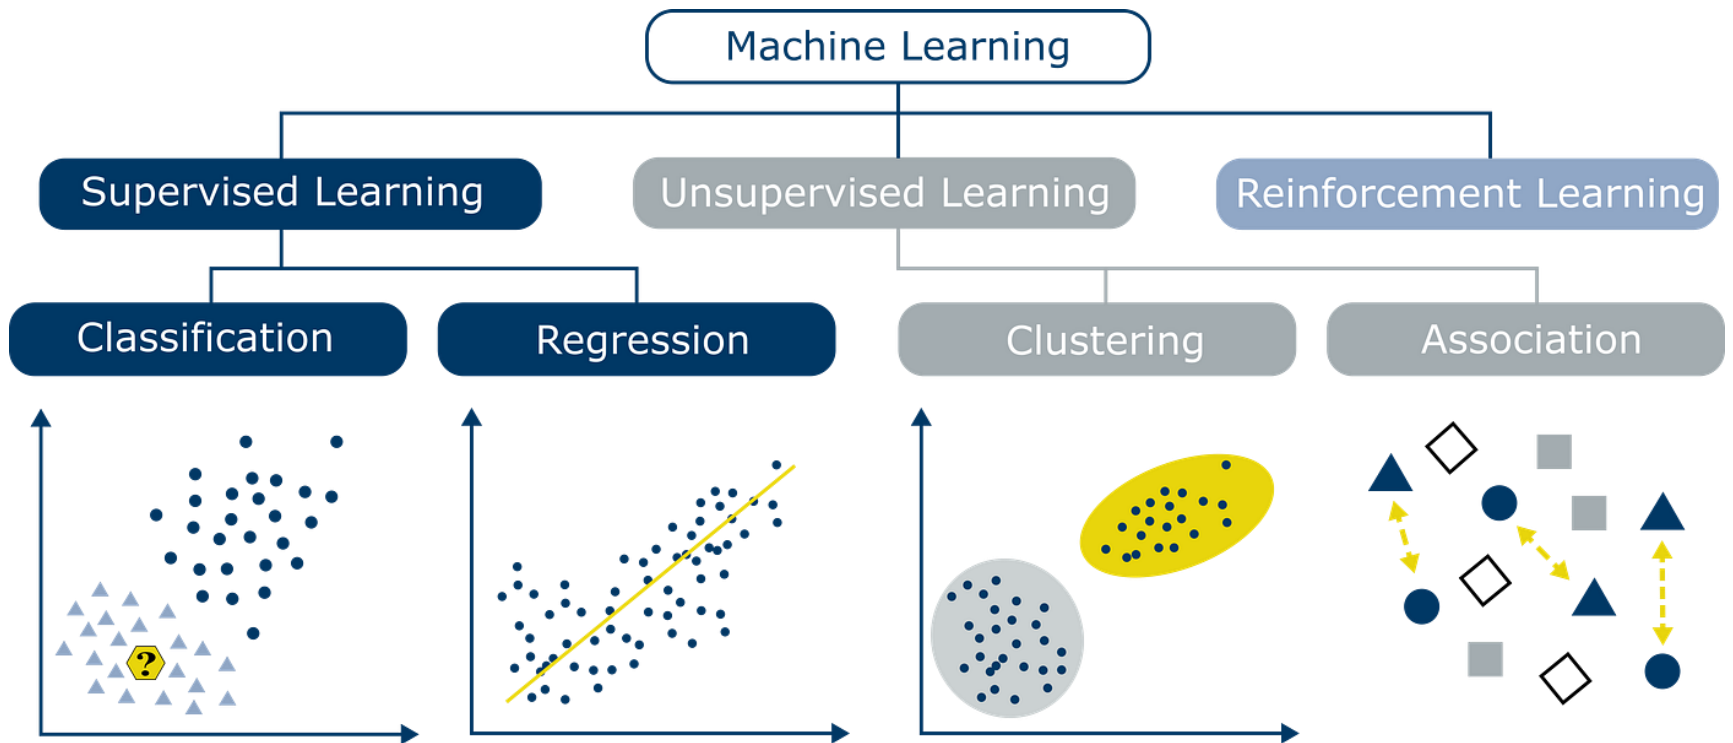 Machine Learning
Supervised Learning
Unsupervised Learning
Reinforcement Learning
Classification
Regression
Clustering
Association
?